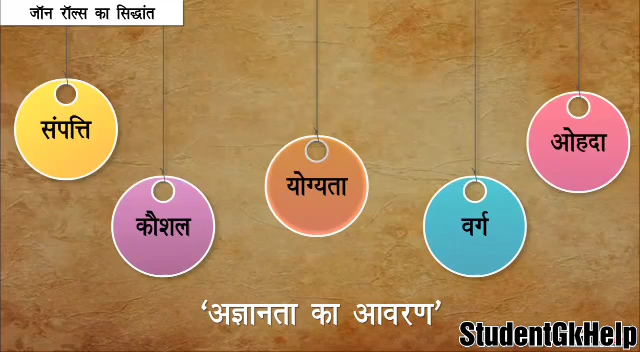 जॉन रॉल्स का सिद्धांत
संपत्ति
कौशल
योग्यता
वर्ग
ओहदा
‘अज्ञानता का आवरण’
StudentGkHelp